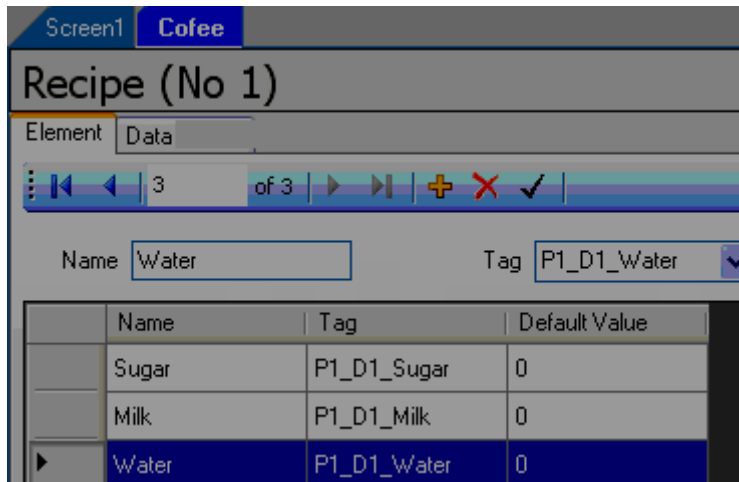 Screen1 Cofee
Recipe (No 1)
Element Data
3 of 3
Name Water Tag P1_D1_Water
Name Tag Default Value
Sugar P1_D1_Sugar 0
Milk P1_D1_Milk 0
Water P1_D1_Water 0